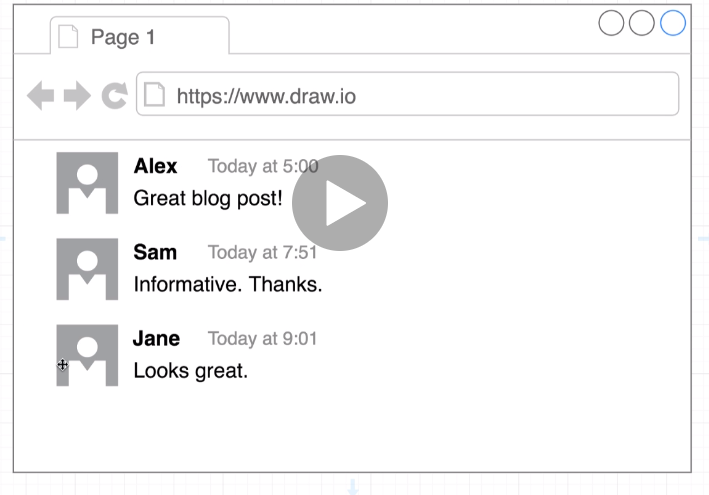 Page 1
https://www.draw.io
Alex Today at 5:00
Great blog post!
Sam Today at 7:51
Informative. Thanks.
Jane Today at 9:01
Looks great.